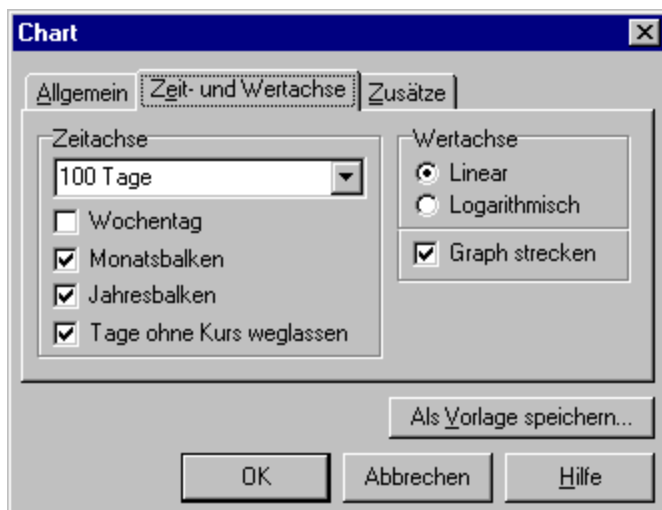 Chart
Allgemein
Zeit- und Wertachse
Zusätze
Zeitachse
100 Tage
Wochentag
Monatsbalken
Jahresbalken
Tage ohne Kurs weglassen
Wertachse
Linear
Logarithmisch
Graph strecken
Als Vorlage speichern...
OK
Abbrechen
Hilfe